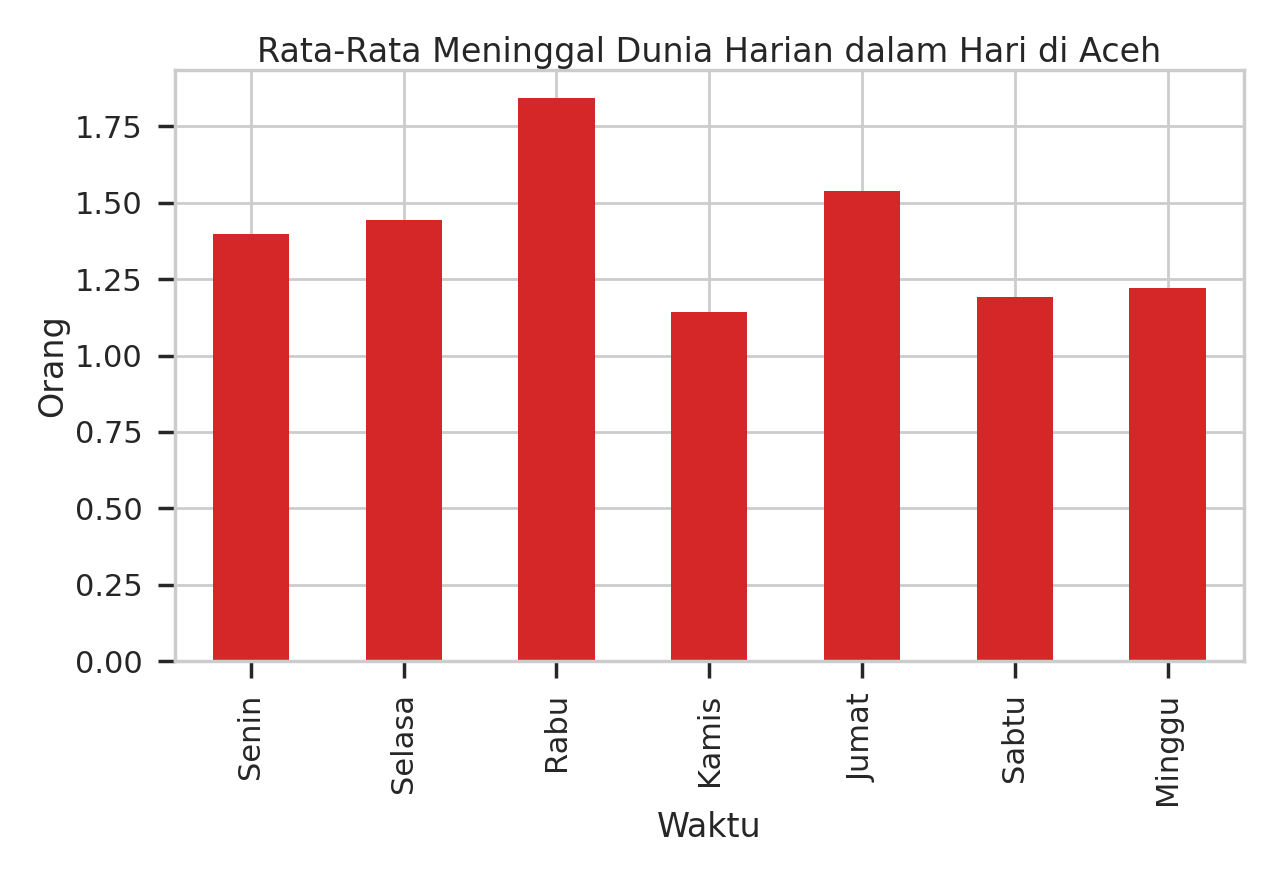 Rata-Rata Meninggal Dunia Harian dalam Hari di Aceh
Orang
1.75
1.50
1.25
1.00
0.75
0.50
0.25
0.00
Senin
Selasa
Rabu
Kamis
Jumat
Sabtu
Minggu
Waktu